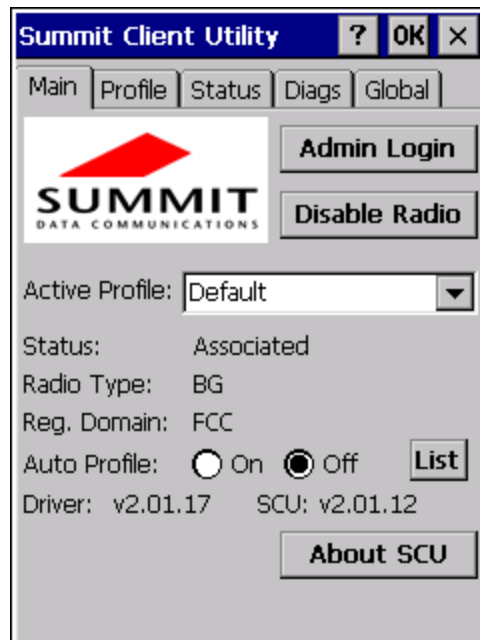 Summit Client Utility ? OK ×
Main Profile Status Diags Global
SUMMIT
DATA COMMUNICATIONS
Admin Login
Disable Radio
Active Profile: Default
Status: Associated
Radio Type: BG
Reg. Domain: FCC
Auto Profile: On Off List
Driver: v2.01.17 SCU: v2.01.12
About SCU